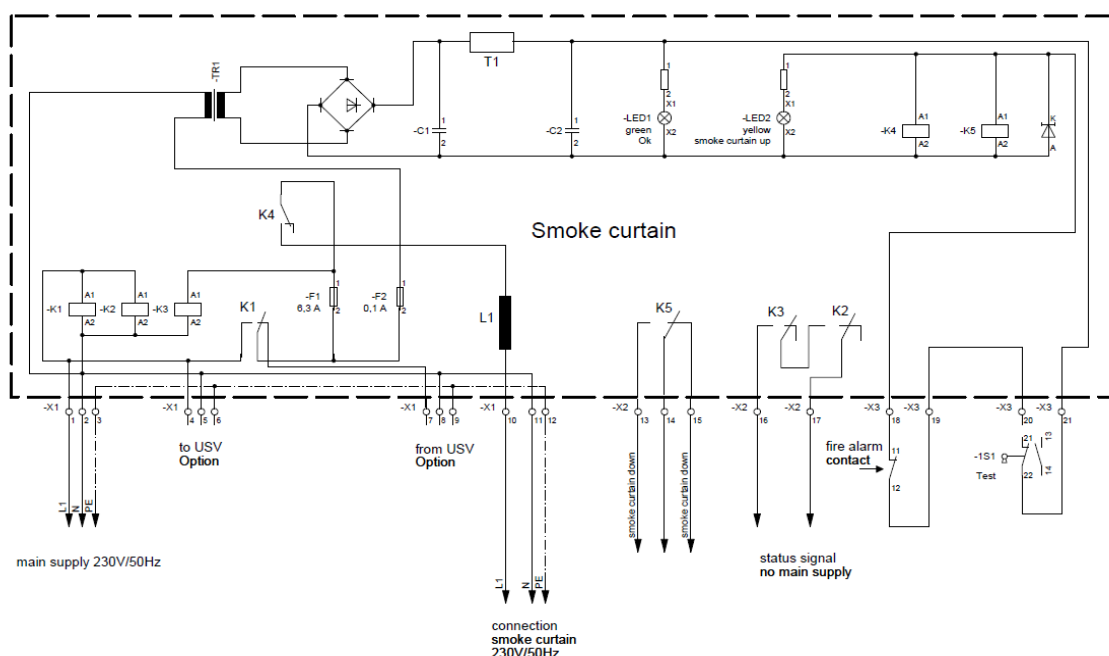 T1
-TR1
-C1
1
2
-C2
1
2
1
2
X1
-LED1
green
Ok
X2
1
2
X1
-LED2
yellow
smoke curtain up
X2
-K4
A1
A2
-K5
A1
A2
K
A
K4
Smoke curtain
-K1
A1
A2
-K2
A1
A2
-K3
A1
A2
K1
-F1
6,3 A
1
2
-F2
0,1 A
1
2
L1
K5
K3
K2
-X1
1
2
3
-X1
4
5
6
-X1
7
8
9
-X1
10
11
12
-X2
13
14
15
-X2
16
-X2
17
-X3
18
-X3
19
-X3
20
-X3
21
to USV
Option
from USV
Option
fire alarm
contact
11
12
-1S1
Test
21
22
13
14
L1
N
PE
main supply 230V/50Hz
smoke curtain down
smoke curtain down
status signal
no main supply
L1
N
PE
connection
smoke curtain
230V/50Hz